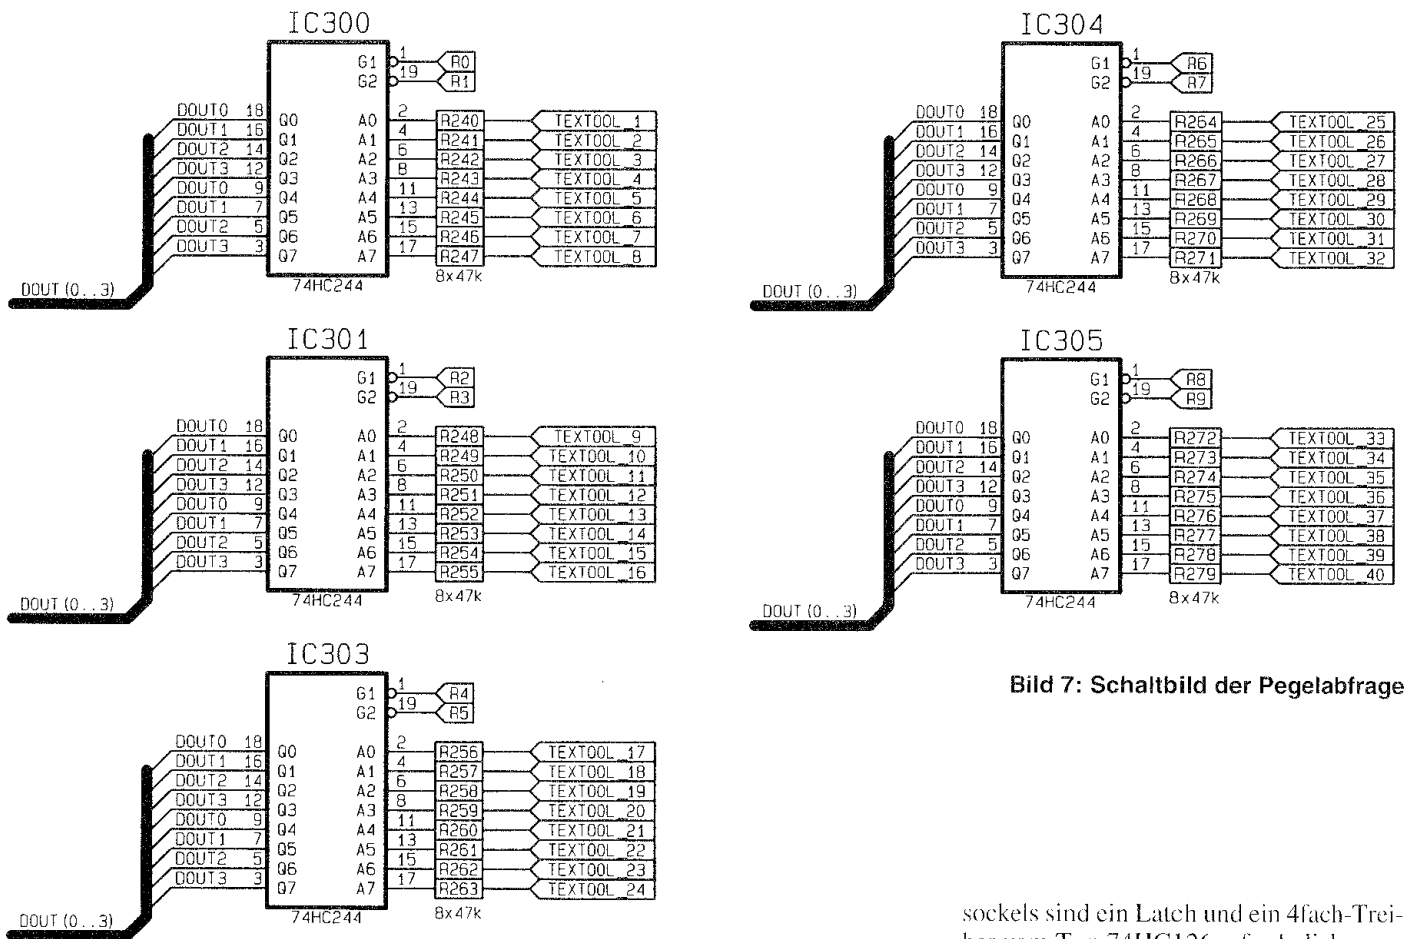 IC300
G1 1 R0
G2 19 R1
DOUT0 18 Q0 A0 2 R240 TEXTOOL_1
DOUT1 16 Q1 A1 4 R241 TEXTOOL_2
DOUT2 14 Q2 A2 6 R242 TEXTOOL_3
DOUT3 12 Q3 A3 8 R243 TEXTOOL_4
DOUT0 9 Q4 A4 11 R244 TEXTOOL_5
DOUT1 7 Q5 A5 13 R245 TEXTOOL_6
DOUT2 5 Q6 A6 15 R246 TEXTOOL_7
DOUT3 3 Q7 A7 17 R247 TEXTOOL_8
74HC244 8x47k
DOUT (0..3)
IC301
G1 1 R2
G2 19 R3
DOUT0 18 Q0 A0 2 R248 TEXTOOL_9
DOUT1 16 Q1 A1 4 R249 TEXTOOL_10
DOUT2 14 Q2 A2 6 R250 TEXTOOL_11
DOUT3 12 Q3 A3 8 R251 TEXTOOL_12
DOUT0 9 Q4 A4 11 R252 TEXTOOL_13
DOUT1 7 Q5 A5 13 R253 TEXTOOL_14
DOUT2 5 Q6 A6 15 R254 TEXTOOL_15
DOUT3 3 Q7 A7 17 R255 TEXTOOL_16
74HC244 8x47k
DOUT (0..3)
IC303
G1 1 R4
G2 19 R5
DOUT0 18 Q0 A0 2 R256 TEXTOOL_17
DOUT1 16 Q1 A1 4 R257 TEXTOOL_18
DOUT2 14 Q2 A2 6 R258 TEXTOOL_19
DOUT3 12 Q3 A3 8 R259 TEXTOOL_20
DOUT0 9 Q4 A4 11 R260 TEXTOOL_21
DOUT1 7 Q5 A5 13 R261 TEXTOOL_22
DOUT2 5 Q6 A6 15 R262 TEXTOOL_23
DOUT3 3 Q7 A7 17 R263 TEXTOOL_24
74HC244 8x47k
DOUT (0..3)
IC304
G1 1 R6
G2 19 R7
DOUT0 18 Q0 A0 2 R264 TEXTOOL_25
DOUT1 16 Q1 A1 4 R265 TEXTOOL_26
DOUT2 14 Q2 A2 6 R266 TEXTOOL_27
DOUT3 12 Q3 A3 8 R267 TEXTOOL_28
DOUT0 9 Q4 A4 11 R268 TEXTOOL_29
DOUT1 7 Q5 A5 13 R269 TEXTOOL_30
DOUT2 5 Q6 A6 15 R270 TEXTOOL_31
DOUT3 3 Q7 A7 17 R271 TEXTOOL_32
74HC244 8x47k
DOUT (0..3)
IC305
G1 1 R8
G2 19 R9
DOUT0 18 Q0 A0 2 R272 TEXTOOL_33
DOUT1 16 Q1 A1 4 R273 TEXTOOL_34
DOUT2 14 Q2 A2 6 R274 TEXTOOL_35
DOUT3 12 Q3 A3 8 R275 TEXTOOL_36
DOUT0 9 Q4 A4 11 R276 TEXTOOL_37
DOUT1 7 Q5 A5 13 R277 TEXTOOL_38
DOUT2 5 Q6 A6 15 R278 TEXTOOL_39
DOUT3 3 Q7 A7 17 R279 TEXTOOL_40
74HC244 8x47k
DOUT (0..3)
Bild 7: Schaltbild der Pegelabfrage
sockels sind ein Latch und ein 4fach-Trei-